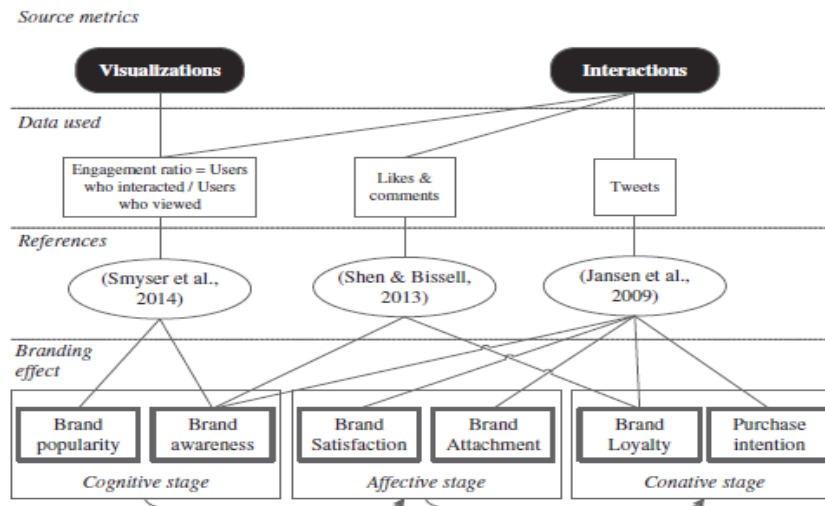 Source metrics
Visualizations
Interactions
Data used
Engagement ratio = Users
who interacted / Users
who viewed
Likes &
comments
Tweets
References
(Smyser et al.,
2014)
(Shen & Bissell,
2013)
(Jansen et al.,
2009)
Branding
effect
Brand
popularity
Brand
awareness
Brand
Satisfaction
Brand
Attachment
Brand
Loyalty
Purchase
intention
Cognitive stage
Affective stage
Conative stage